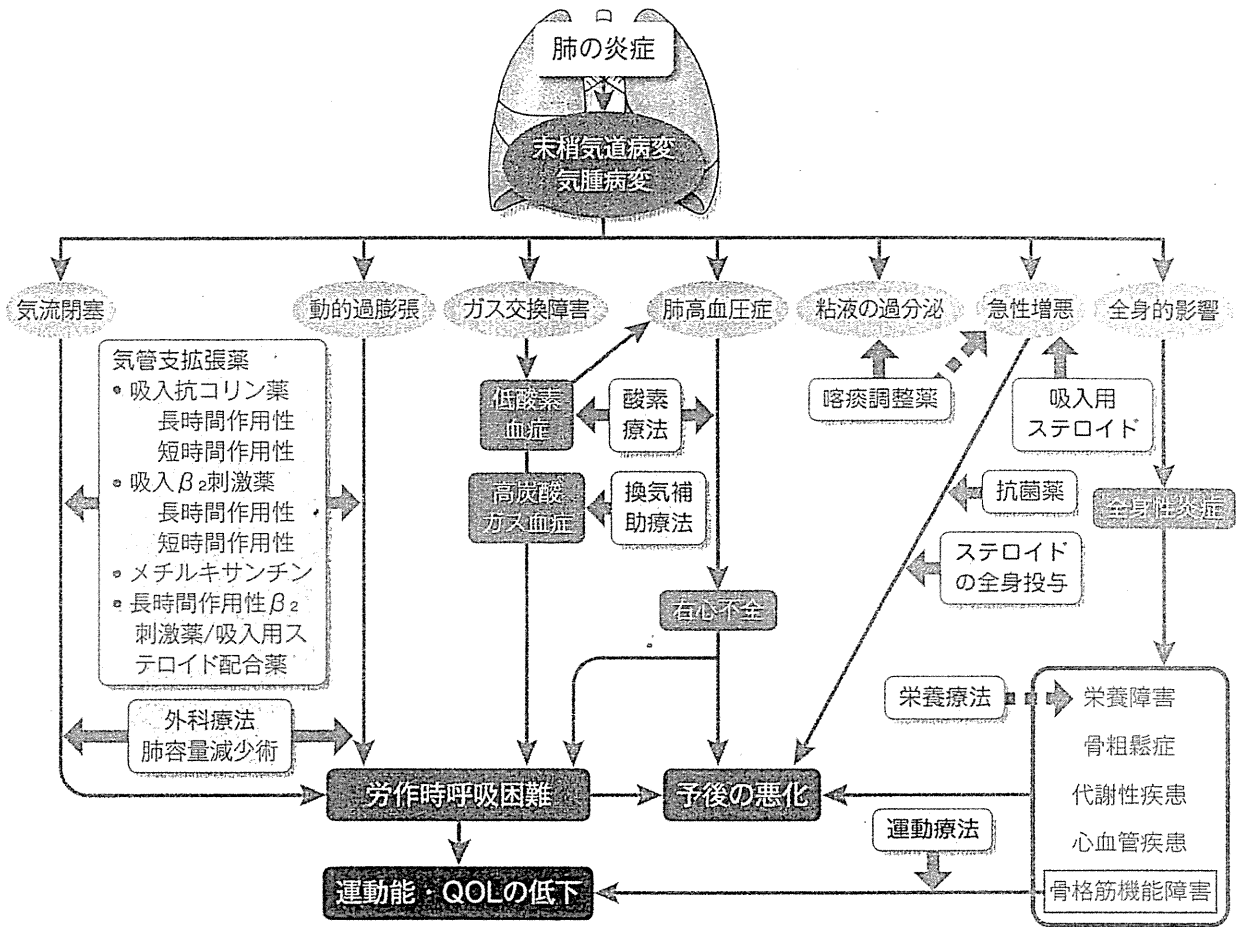 肺の炎症
末梢気道病変
気腫病変
気流閉塞
動的過膨張
ガス交換障害
肺高血圧症
粘液の過分泌
急性増悪
全身的影響
気管支拡張薬
• 吸入抗コリン薬
長時間作用性
短時間作用性
• 吸入β₂刺激薬
長時間作用性
短時間作用性
• メチルキサンチン
• 長時間作用性β₂
刺激薬/吸入用ス
テロイド配合薬
外科療法
肺容量減少術
低酸素
血症
酸素
療法
高炭酸
ガス血症
換気補
助療法
右心不全
喀痰調整薬
吸入用
ステロイド
抗菌薬
ステロイド
の全身投与
全身性炎症
栄養療法
栄養障害
骨粗鬆症
代謝性疾患
心血管疾患
骨格筋機能障害
労作時呼吸困難
予後の悪化
運動療法
運動能・QOLの低下